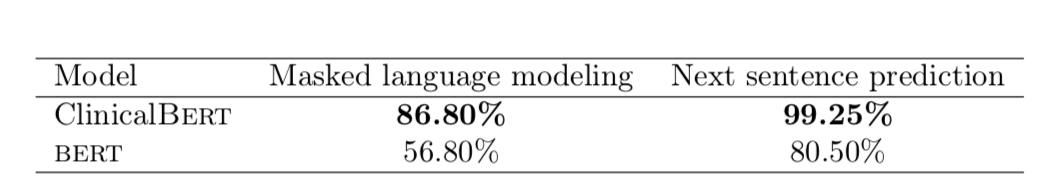 Model Masked language modeling Next sentence prediction
ClinicalBERT 86.80% 99.25%
BERT 56.80% 80.50%